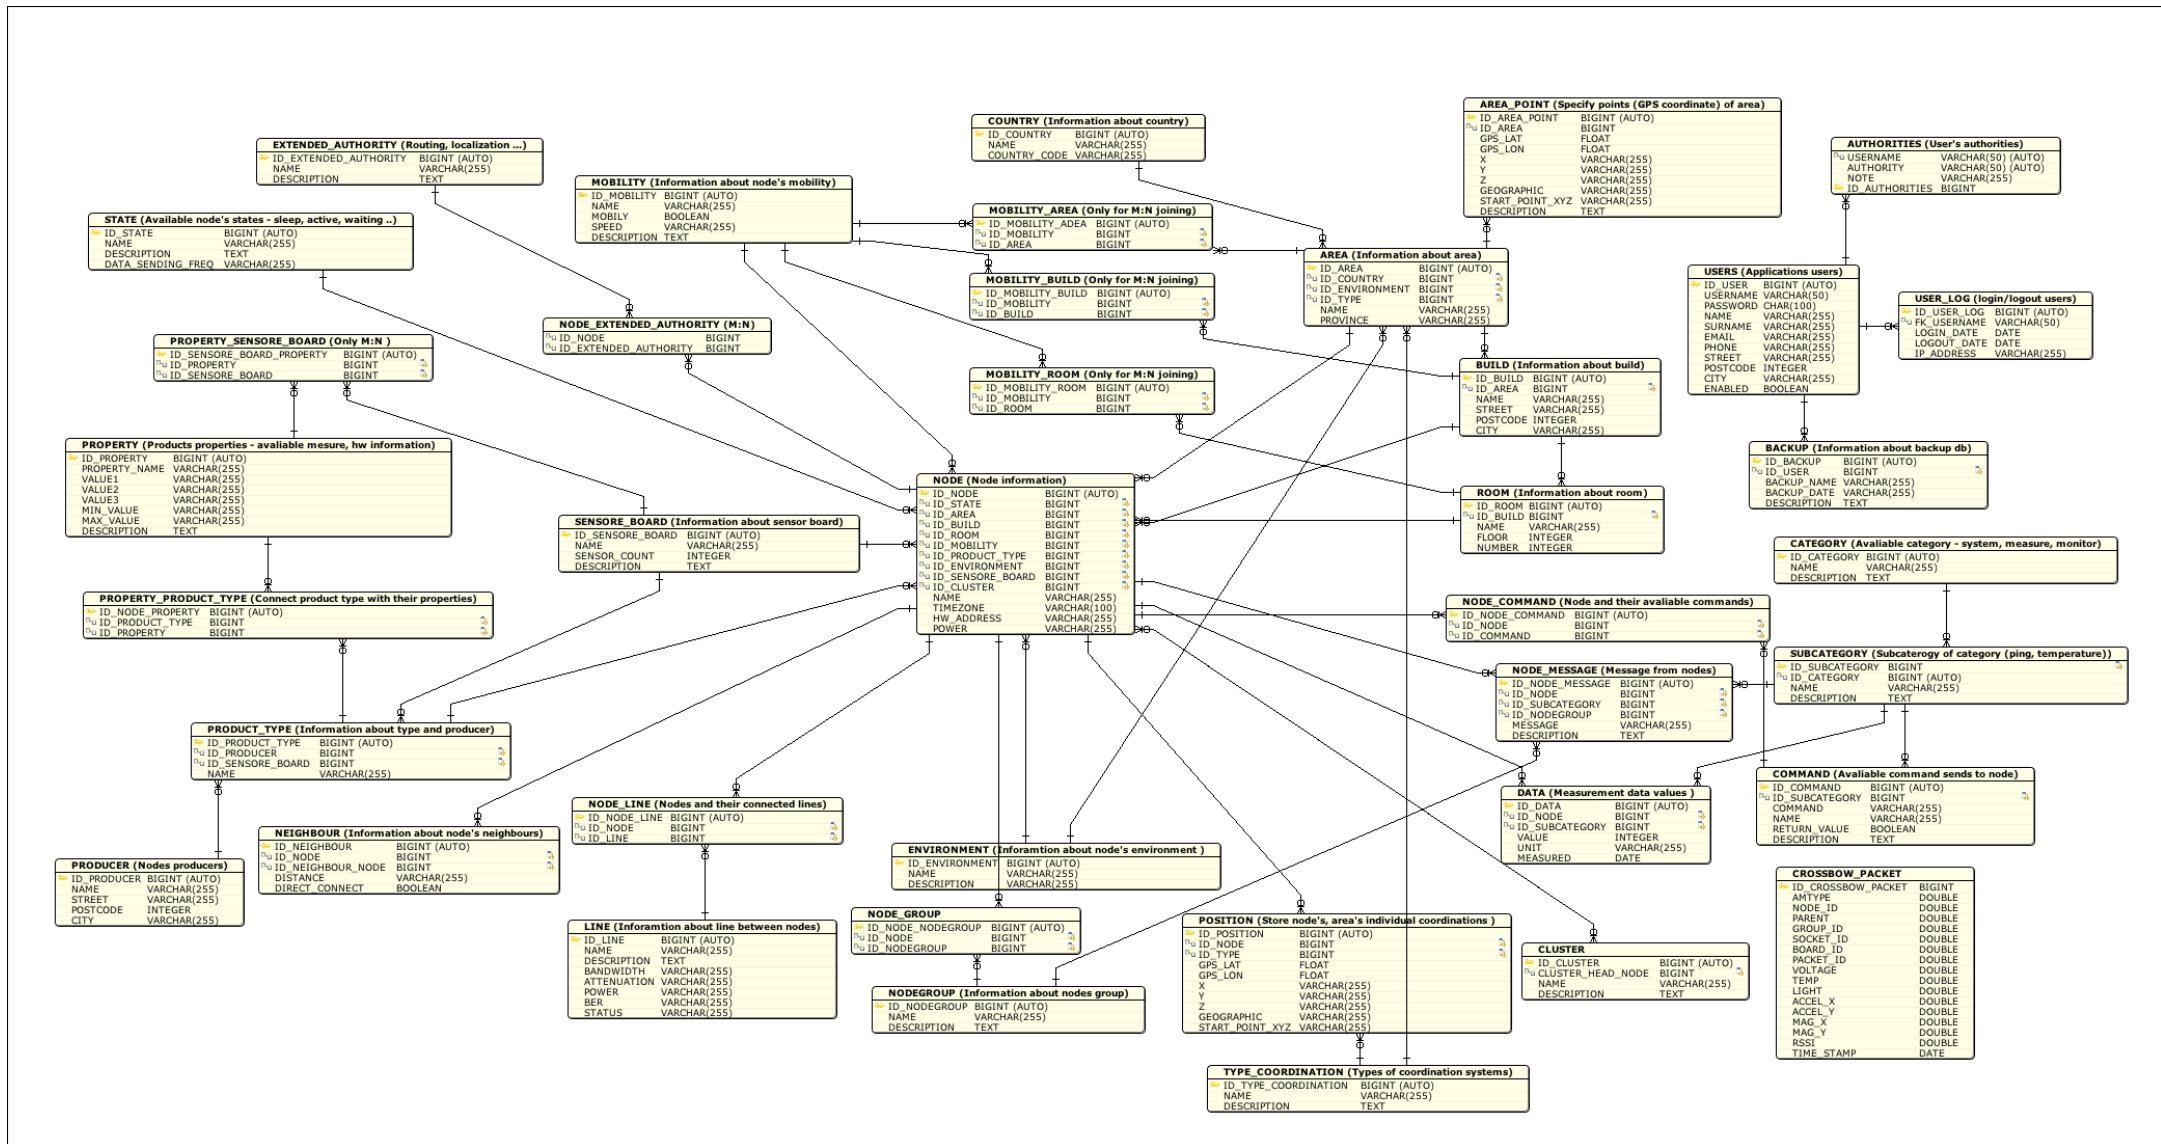 EXTENDED_AUTHORITY (Routing, localization ...)
ID_EXTENDED_AUTHORITY BIGINT (AUTO)
NAME VARCHAR(255)
DESCRIPTION TEXT
STATE (Available node's states - sleep, active, waiting ..)
ID_STATE BIGINT (AUTO)
NAME VARCHAR(255)
DESCRIPTION TEXT
DATA_SENDING_FREQ VARCHAR(255)
MOBILITY (Information about node's mobility)
ID_MOBILITY BIGINT (AUTO)
NAME VARCHAR(255)
MOBILY BOOLEAN
SPEED VARCHAR(255)
DESCRIPTION TEXT
COUNTRY (Information about country)
ID_COUNTRY BIGINT (AUTO)
NAME VARCHAR(255)
COUNTRY_CODE VARCHAR(255)
MOBILITY_AREA (Only for M:N joining)
ID_MOBILITY_ADEA BIGINT (AUTO)
ID_MOBILITY BIGINT
ID_AREA BIGINT
MOBILITY_BUILD (Only for M:N joining)
ID_MOBILITY_BUILD BIGINT (AUTO)
ID_MOBILITY BIGINT
ID_BUILD BIGINT
MOBILITY_ROOM (Only for M:N joining)
ID_MOBILITY_ROOM BIGINT (AUTO)
ID_MOBILITY BIGINT
ID_ROOM BIGINT
AREA_POINT (Specify points (GPS coordinate) of area)
ID_AREA_POINT BIGINT (AUTO)
ID_AREA BIGINT
GPS_LAT FLOAT
GPS_LON FLOAT
X VARCHAR(255)
Y VARCHAR(255)
Z VARCHAR(255)
GEOGRAPHIC VARCHAR(255)
START_POINT_XYZ VARCHAR(255)
DESCRIPTION TEXT
AREA (Information about area)
ID_AREA BIGINT (AUTO)
ID_COUNTRY BIGINT
ID_ENVIRONMENT BIGINT
ID_TYPE BIGINT
NAME VARCHAR(255)
PROVINCE VARCHAR(255)
AUTHORITIES (User's authorities)
USERNAME VARCHAR(50) (AUTO)
AUTHORITY VARCHAR(50) (AUTO)
NOTE VARCHAR(255)
ID_AUTHORITIES BIGINT
USERS (Applications users)
ID_USER BIGINT (AUTO)
USERNAME VARCHAR(50)
PASSWORD CHAR(100)
NAME VARCHAR(255)
SURNAME VARCHAR(255)
EMAIL VARCHAR(255)
PHONE VARCHAR(255)
STREET VARCHAR(255)
POSTCODE INTEGER
CITY VARCHAR(255)
ENABLED BOOLEAN
USER_LOG (login/logout users)
ID_USER_LOG BIGINT (AUTO)
FK_USERNAME VARCHAR(50)
LOGIN_DATE DATE
LOGOUT_DATE DATE
IP_ADDRESS VARCHAR(255)
NODE_EXTENDED_AUTHORITY (M:N)
ID_NODE BIGINT
ID_EXTENDED_AUTHORITY BIGINT
PROPERTY_SENSORE_BOARD (Only M:N )
ID_SENSORE_BOARD_PROPERTY BIGINT (AUTO)
ID_PROPERTY BIGINT
ID_SENSORE_BOARD BIGINT
BUILD (Information about build)
ID_BUILD BIGINT (AUTO)
ID_AREA BIGINT
NAME VARCHAR(255)
STREET VARCHAR(255)
POSTCODE INTEGER
CITY VARCHAR(255)
PROPERTY (Products properties - avaliable mesure, hw information)
ID_PROPERTY BIGINT (AUTO)
PROPERTY_NAME VARCHAR(255)
VALUE1 VARCHAR(255)
VALUE2 VARCHAR(255)
VALUE3 VARCHAR(255)
MIN_VALUE VARCHAR(255)
MAX_VALUE VARCHAR(255)
DESCRIPTION TEXT
BACKUP (Information about backup db)
ID_BACKUP BIGINT (AUTO)
ID_USER BIGINT
BACKUP_NAME VARCHAR(255)
BACKUP_DATE VARCHAR(255)
DESCRIPTION TEXT
NODE (Node information)
ID_NODE BIGINT (AUTO)
ID_STATE BIGINT
ID_AREA BIGINT
ID_BUILD BIGINT
ID_ROOM BIGINT
ID_MOBILITY BIGINT
ID_PRODUCT_TYPE BIGINT
ID_ENVIRONMENT BIGINT
ID_SENSORE_BOARD BIGINT
ID_CLUSTER BIGINT
NAME VARCHAR(255)
TIMEZONE VARCHAR(100)
HW_ADDRESS VARCHAR(255)
POWER VARCHAR(255)
ROOM (Information about room)
ID_ROOM BIGINT (AUTO)
ID_BUILD BIGINT
NAME VARCHAR(255)
FLOOR INTEGER
NUMBER INTEGER
SENSORE_BOARD (Information about sensor board)
ID_SENSORE_BOARD BIGINT (AUTO)
NAME VARCHAR(255)
SENSOR_COUNT INTEGER
DESCRIPTION TEXT
CATEGORY (Avaliable category - system, measure, monitor)
ID_CATEGORY BIGINT (AUTO)
NAME VARCHAR(255)
DESCRIPTION TEXT
PROPERTY_PRODUCT_TYPE (Connect product type with their properties)
ID_NODE_PROPERTY BIGINT (AUTO)
ID_PRODUCT_TYPE BIGINT
ID_PROPERTY BIGINT
NODE_COMMAND (Node and their avaliable commands)
ID_NODE_COMMAND BIGINT (AUTO)
ID_NODE BIGINT
ID_COMMAND BIGINT
SUBCATEGORY (Subcaterogy of category (ping, temperature))
ID_SUBCATEGORY BIGINT
ID_CATEGORY BIGINT (AUTO)
NAME VARCHAR(255)
DESCRIPTION TEXT
NODE_MESSAGE (Message from nodes)
ID_NODE_MESSAGE BIGINT (AUTO)
ID_NODE BIGINT
ID_SUBCATEGORY BIGINT
ID_NODEGROUP BIGINT
MESSAGE VARCHAR(255)
DESCRIPTION TEXT
PRODUCT_TYPE (Information about type and producer)
ID_PRODUCT_TYPE BIGINT (AUTO)
ID_PRODUCER BIGINT
ID_SENSORE_BOARD BIGINT
NAME VARCHAR(255)
COMMAND (Avaliable command sends to node)
ID_COMMAND BIGINT (AUTO)
ID_SUBCATEGORY BIGINT
COMMAND VARCHAR(255)
NAME VARCHAR(255)
RETURN_VALUE BOOLEAN
DESCRIPTION TEXT
DATA (Measurement data values )
ID_DATA BIGINT (AUTO)
ID_NODE BIGINT
ID_SUBCATEGORY BIGINT
VALUE INTEGER
UNIT VARCHAR(255)
MEASURED DATE
NODE_LINE (Nodes and their connected lines)
ID_NODE_LINE BIGINT (AUTO)
ID_NODE BIGINT
ID_LINE BIGINT
NEIGHBOUR (Information about node's neighbours)
ID_NEIGHBOUR BIGINT (AUTO)
ID_NODE BIGINT
ID_NEIGHBOUR_NODE BIGINT
DISTANCE VARCHAR(255)
DIRECT_CONNECT BOOLEAN
PRODUCER (Nodes producers)
ID_PRODUCER BIGINT (AUTO)
NAME VARCHAR(255)
STREET VARCHAR(255)
POSTCODE INTEGER
CITY VARCHAR(255)
ENVIRONMENT (Inforamtion about node's environment )
ID_ENVIRONMENT BIGINT (AUTO)
NAME VARCHAR(255)
DESCRIPTION VARCHAR(255)
LINE (Inforamtion about line between nodes)
ID_LINE BIGINT (AUTO)
NAME VARCHAR(255)
DESCRIPTION TEXT
BANDWIDTH VARCHAR(255)
ATTENUATION VARCHAR(255)
POWER VARCHAR(255)
BER VARCHAR(255)
STATUS VARCHAR(255)
NODE_GROUP
ID_NODE_NODEGROUP BIGINT (AUTO)
ID_NODE BIGINT
ID_NODEGROUP BIGINT
NODEGROUP (Information about nodes group)
ID_NODEGROUP BIGINT (AUTO)
NAME VARCHAR(255)
DESCRIPTION TEXT
POSITION (Store node's, area's individual coordinations )
ID_POSITION BIGINT (AUTO)
ID_NODE BIGINT
ID_TYPE BIGINT
GPS_LAT FLOAT
GPS_LON FLOAT
X VARCHAR(255)
Y VARCHAR(255)
Z VARCHAR(255)
GEOGRAPHIC VARCHAR(255)
START_POINT_XYZ VARCHAR(255)
CLUSTER
ID_CLUSTER BIGINT (AUTO)
CLUSTER_HEAD_NODE BIGINT
NAME VARCHAR(255)
DESCRIPTION TEXT
CROSSBOW_PACKET
ID_CROSSBOW_PACKET BIGINT
AMTYPE DOUBLE
NODE_ID DOUBLE
PARENT DOUBLE
GROUP_ID DOUBLE
SOCKET_ID DOUBLE
BOARD_ID DOUBLE
PACKET_ID DOUBLE
VOLTAGE DOUBLE
TEMP DOUBLE
LIGHT DOUBLE
ACCEL_X DOUBLE
ACCEL_Y DOUBLE
MAG_X DOUBLE
MAG_Y DOUBLE
RSSI DOUBLE
TIME_STAMP DATE
TYPE_COORDINATION (Types of coordination systems)
ID_TYPE_COORDINATION BIGINT (AUTO)
NAME VARCHAR(255)
DESCRIPTION TEXT